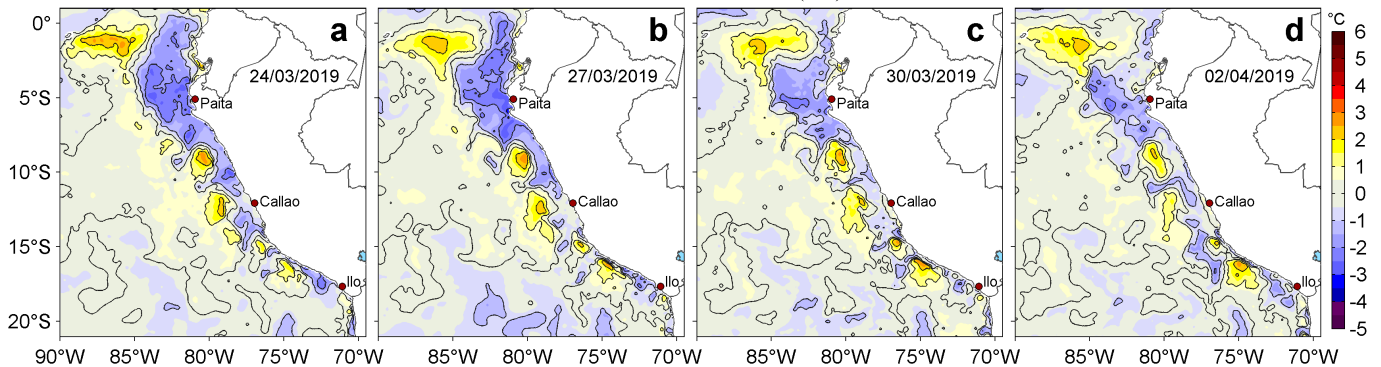 a
b
c
d
°C
24/03/2019
27/03/2019
30/03/2019
02/04/2019
0°
5°S
10°S
15°S
20°S
Paita
Callao
Ilo
Paita
Callao
Ilo
Paita
Callao
Ilo
Paita
Callao
Ilo
6
5
4
3
2
1
0
-1
-2
-3
-4
-5
90°W 85°W 80°W 75°W 70°W
85°W 80°W 75°W 70°W
85°W 80°W 75°W 70°W
85°W 80°W 75°W 70°W